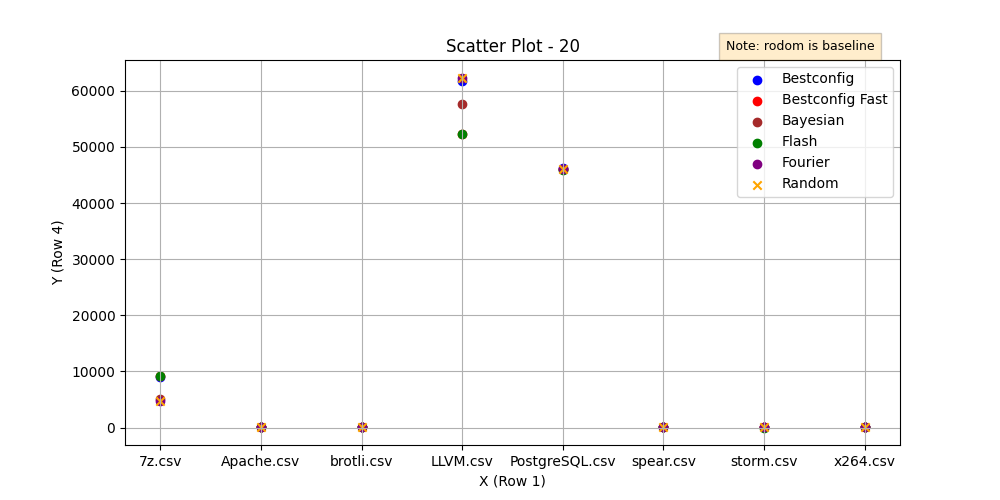 Scatter Plot - 20
Note: rodom is baseline
Bestconfig
Bestconfig Fast
Bayesian
Flash
Fourier
Random
Y (Row 4)
60000
50000
40000
30000
20000
10000
0
7z.csv Apache.csv brotli.csv LLVM.csv PostgreSQL.csv spear.csv storm.csv x264.csv
X (Row 1)